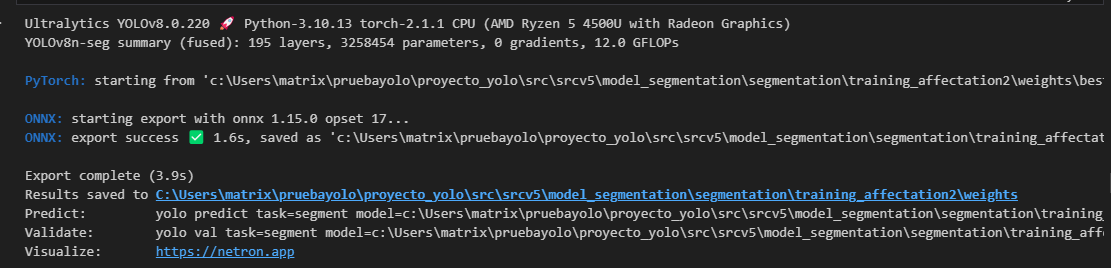 Ultralytics YOLOv8.0.220 🚀 Python-3.10.13 torch-2.1.1 CPU (AMD Ryzen 5 4500U with Radeon Graphics)
YOLOv8n-seg summary (fused): 195 layers, 3258454 parameters, 0 gradients, 12.0 GFLOPs
PyTorch: starting from 'c:\Users\matrix\pruebayolo\proyecto_yolo\src\srcv5\model_segmentation\segmentation\training_affectation2\weights\bes
ONNX: starting export with onnx 1.15.0 opset 17...
ONNX: export success ✅ 1.6s, saved as 'c:\Users\matrix\pruebayolo\proyecto_yolo\src\srcv5\model_segmentation\segmentation\training_affectat
Export complete (3.9s)
Results saved to C:\Users\matrix\pruebayolo\proyecto_yolo\src\srcv5\model_segmentation\segmentation\training_affectation2\weights
Predict: yolo predict task=segment model=c:\Users\matrix\pruebayolo\proyecto_yolo\src\srcv5\model_segmentation\segmentation\training_
Validate: yolo val task=segment model=c:\Users\matrix\pruebayolo\proyecto_yolo\src\srcv5\model_segmentation\segmentation\training_aff
Visualize: https://netron.app